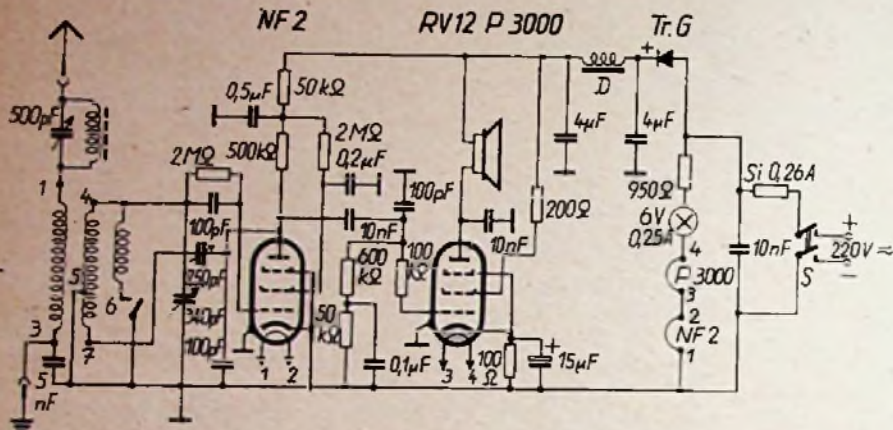 NF 2
RV12 P 3000
Tr.G
+
0,5µF
50 kΩ
500pF
2MΩ
500kΩ
2MΩ
0,2µF
100pF
D
4µF
4µF
1
4
100pF
10nF
10nF
200Ω
950Ω
6V
0,25A
Si 0,26A
10nF
+
220V ≂
−
S
4
P 3000
3
2
NF 2
1
600
kΩ
100
kΩ
250pF
340pF
100pF
5
6
3
7
5
nF
50
kΩ
0,1µF
1
2
3
4
100
Ω
+
15µF